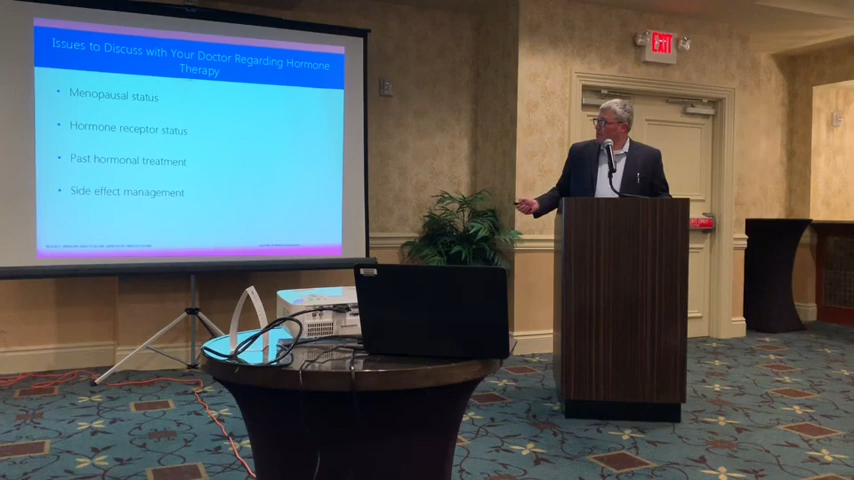 Issues to Discuss with Your Doctor Regarding Hormone
Therapy
• Menopausal status
• Hormone receptor status
• Past hormonal treatment
• Side effect management
EXIT